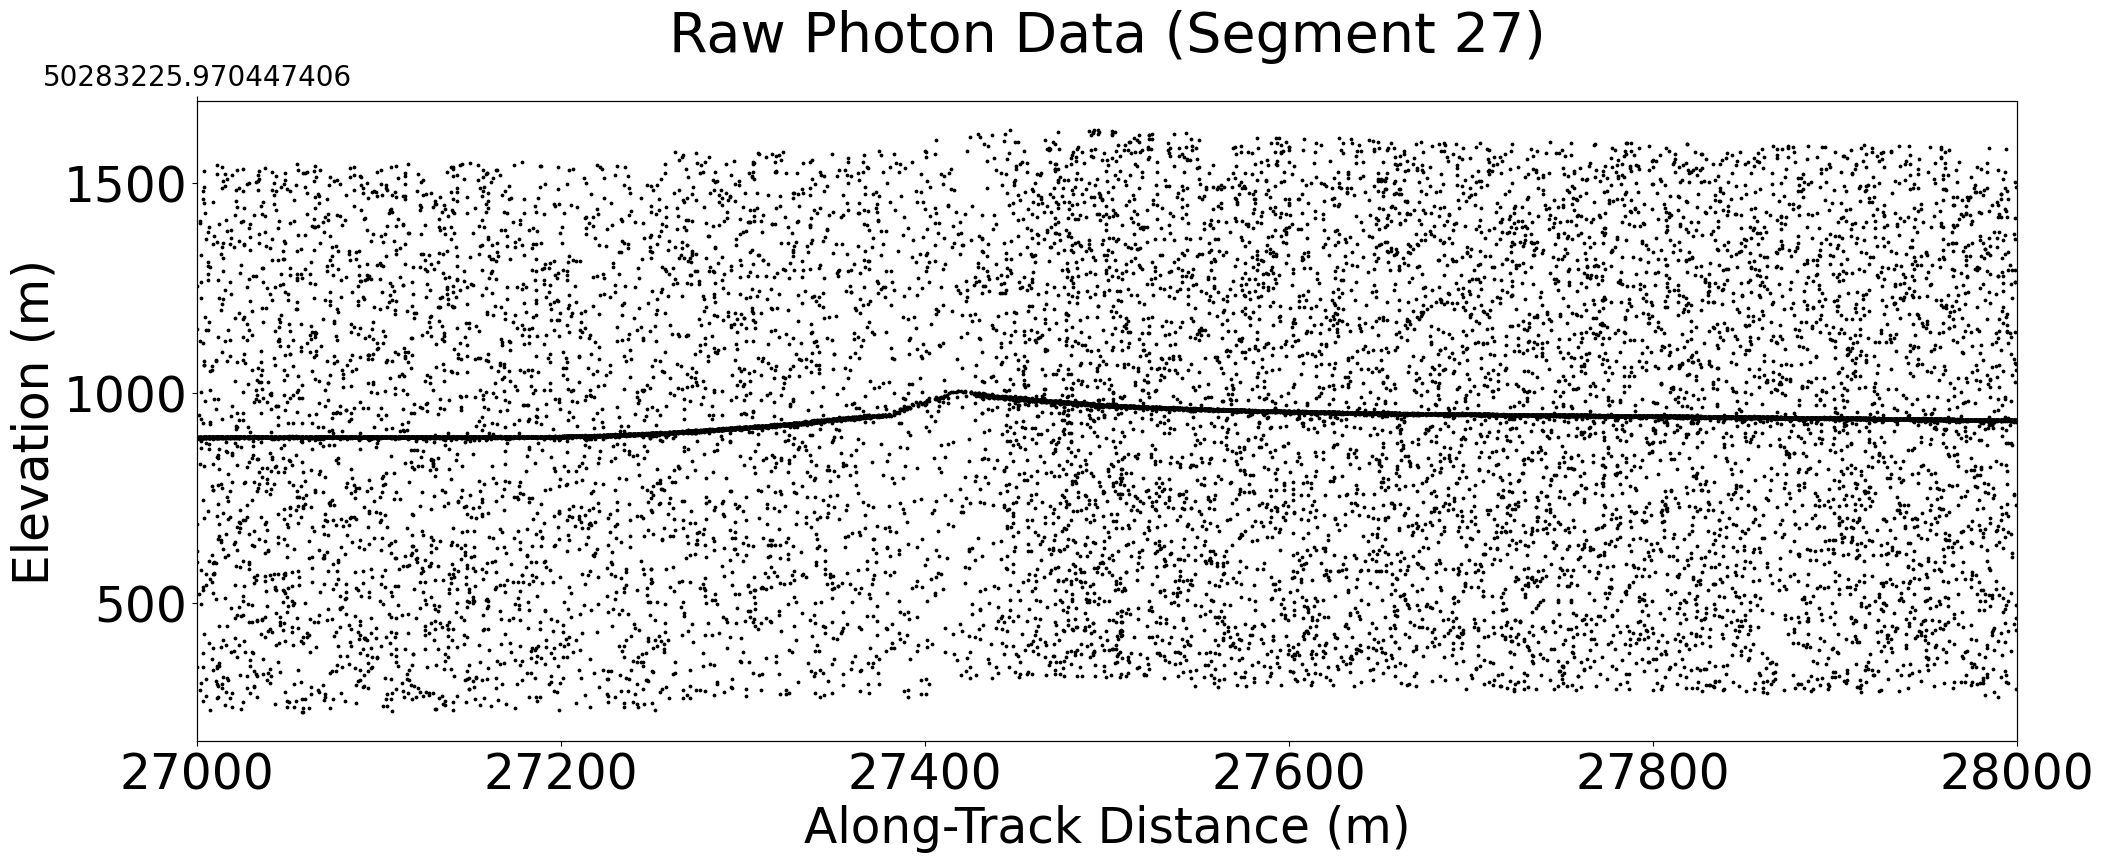 Raw Photon Data (Segment 27)
50283225.970447406
1500
1000
500
Elevation (m)
27000 27200 27400 27600 27800 28000
Along-Track Distance (m)